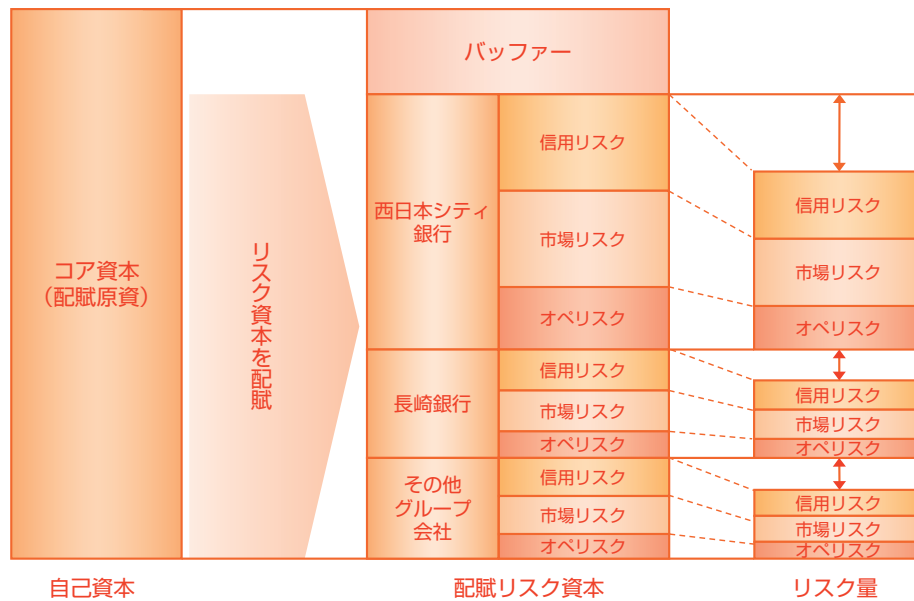 コア資本
（配賦原資）
リスク資本を配賦
バッファー
西日本シティ
銀行
信用リスク
市場リスク
オペリスク
長崎銀行
信用リスク
市場リスク
オペリスク
その他
グループ
会社
信用リスク
市場リスク
オペリスク
信用リスク
市場リスク
オペリスク
信用リスク
市場リスク
オペリスク
信用リスク
市場リスク
オペリスク
自己資本
配賦リスク資本
リスク量